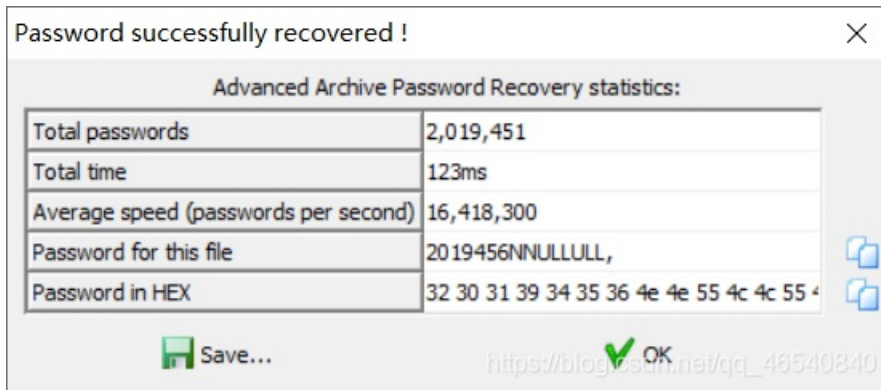 Password successfully recovered !
Advanced Archive Password Recovery statistics:
Total passwords 2,019,451
Total time 123ms
Average speed (passwords per second) 16,418,300
Password for this file 2019456NNULLULL,
Password in HEX 32 30 31 39 34 35 36 4e 4e 55 4c 4c 55 4
Save... OK
https://blog.csdn.net/qq_46540840